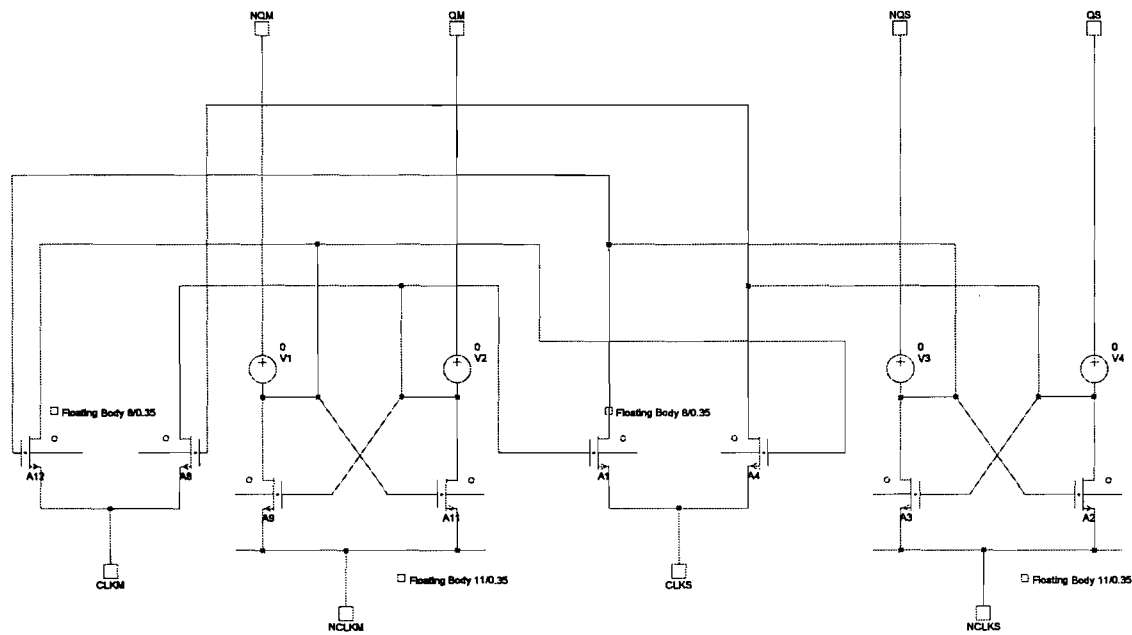 NQM QM NQS QS
0 0 0 0
V1 V2 V3 V4
Floating Body 8/0.35 Floating Body 8/0.35
A12 A8 A1 A4
A9 A11 A3 A2
CLKM CLKS
Floating Body 11/0.35 Floating Body 11/0.35
NCLKM NCLKS